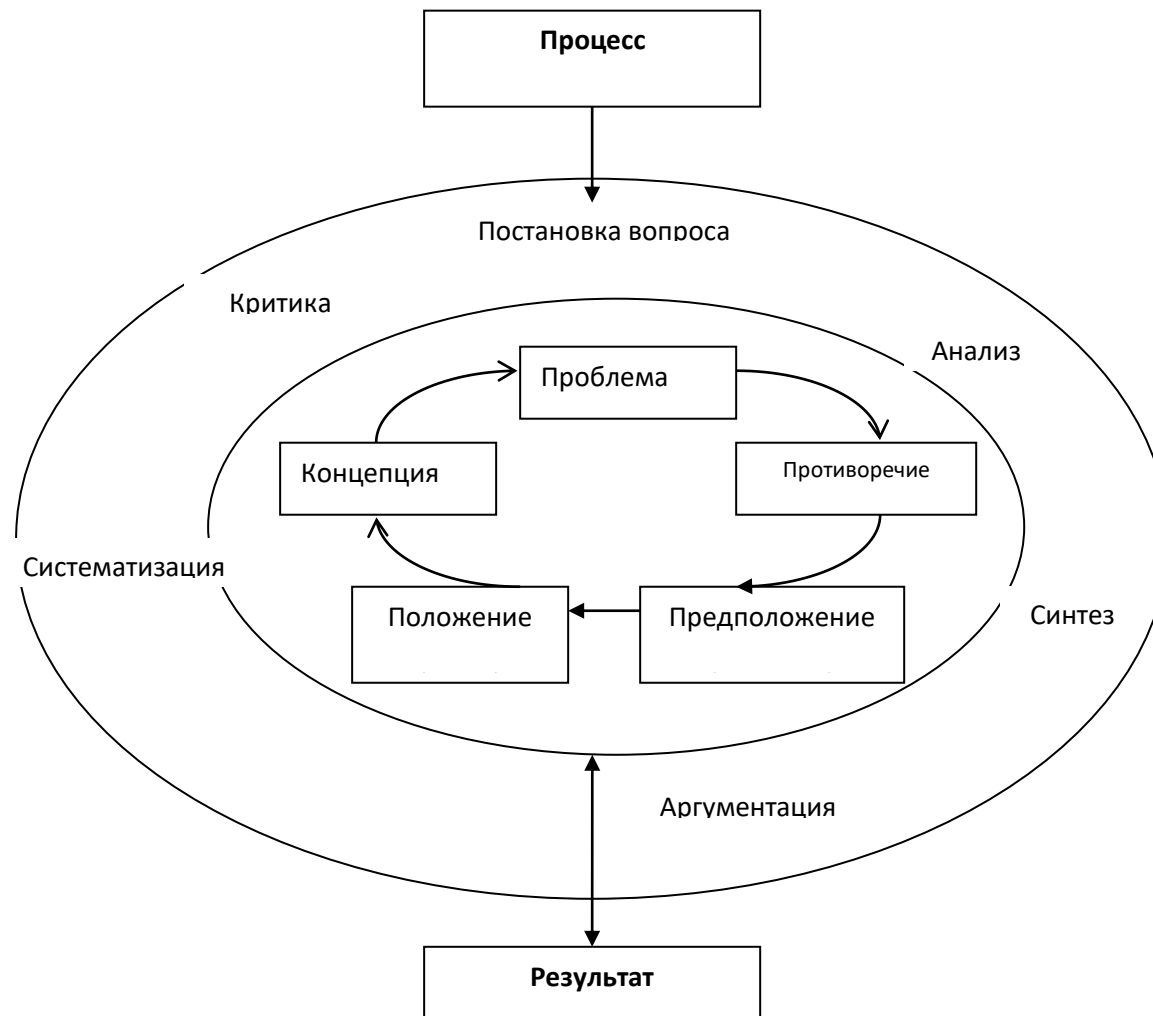 Процесс
Постановка вопроса
Критика
Анализ
Проблема
Концепция
Противоречие
Систематизация
Положение
Предположение
Синтез
Аргументация
Результат